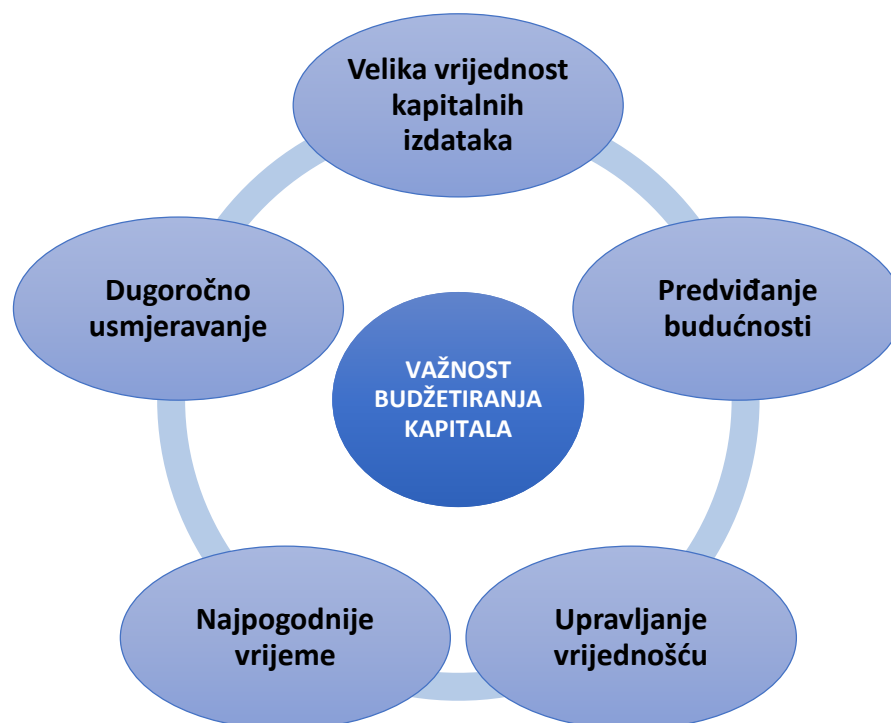 Velika vrijednost
kapitalnih
izdataka
Dugoročno
usmjeravanje
Predviđanje
budućnosti
VAŽNOST
BUDŽETIRANJA
KAPITALA
Najpogodnije
vrijeme
Upravljanje
vrijednošću